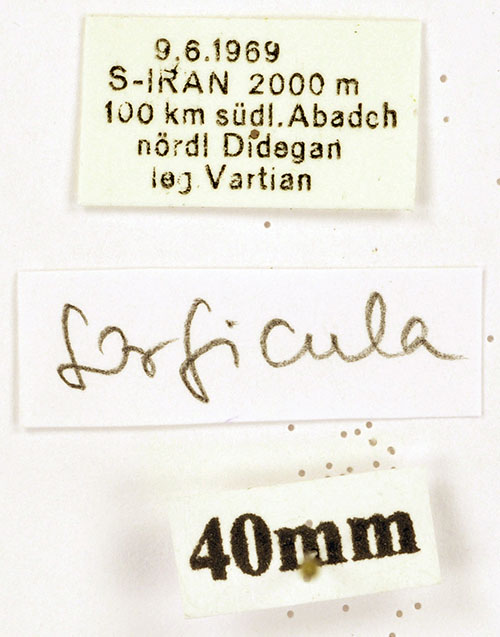 9.6.1969
S-IRAN 2000 m
100 km südl. Abadeh
nördl Didegan
leg. Vartian
forficula
40mm